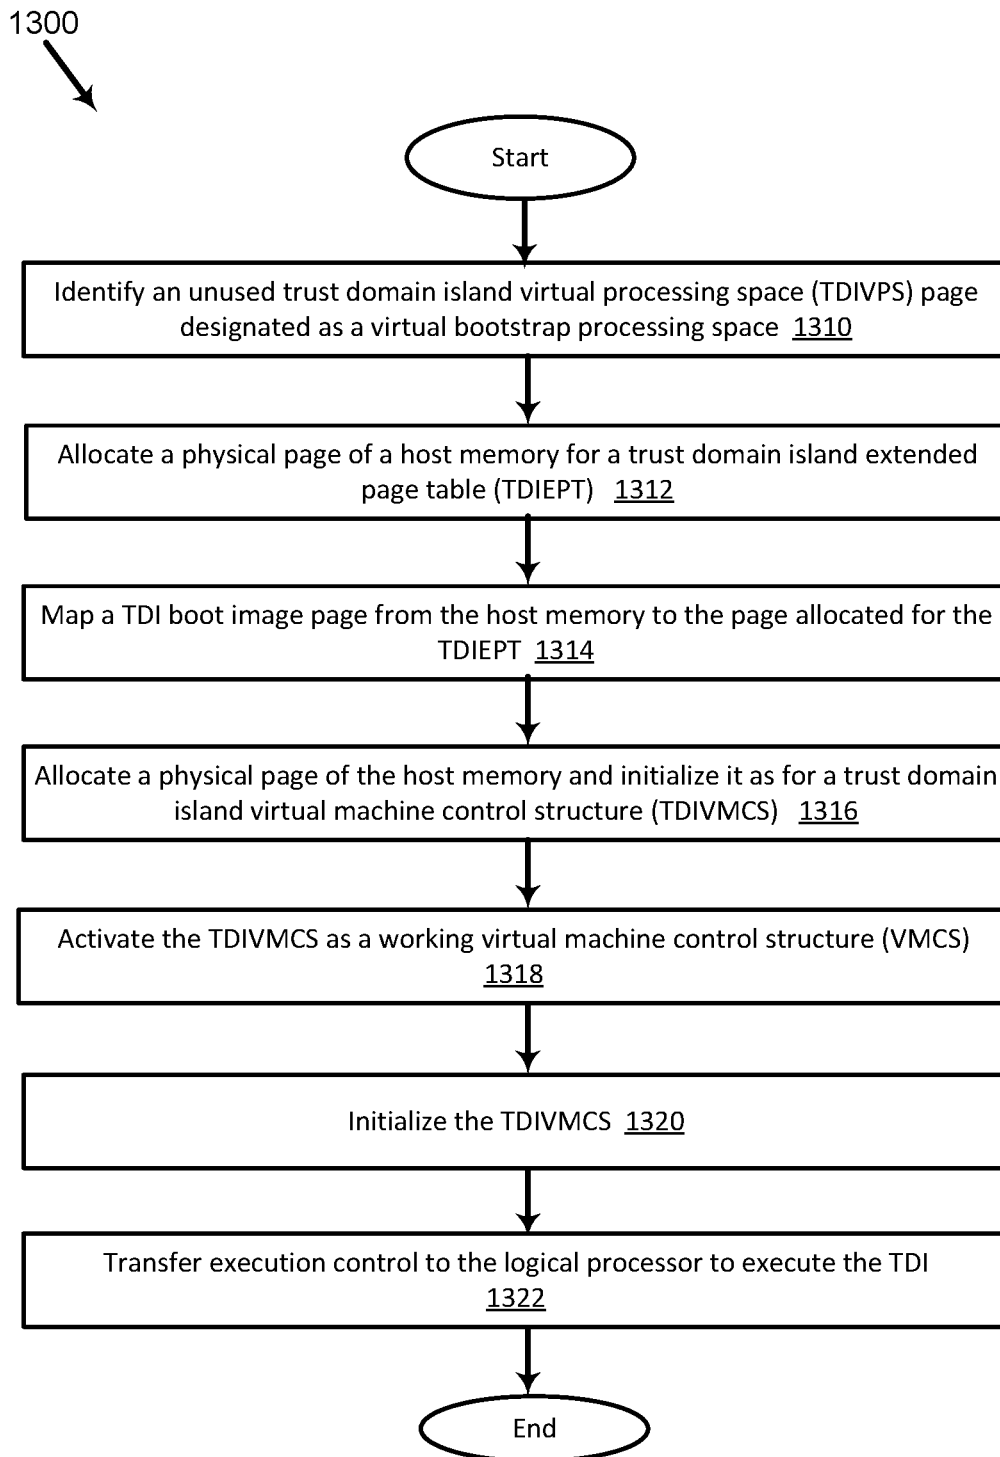 1300
Start
Identify an unused trust domain island virtual processing space (TDIVPS) page
designated as a virtual bootstrap processing space 1310
Allocate a physical page of a host memory for a trust domain island extended
page table (TDIEPT) 1312
Map a TDI boot image page from the host memory to the page allocated for the
TDIEPT 1314
Allocate a physical page of the host memory and initialize it as for a trust domain
island virtual machine control structure (TDIVMCS) 1316
Activate the TDIVMCS as a working virtual machine control structure (VMCS)
1318
Initialize the TDIVMCS 1320
Transfer execution control to the logical processor to execute the TDI
1322
End